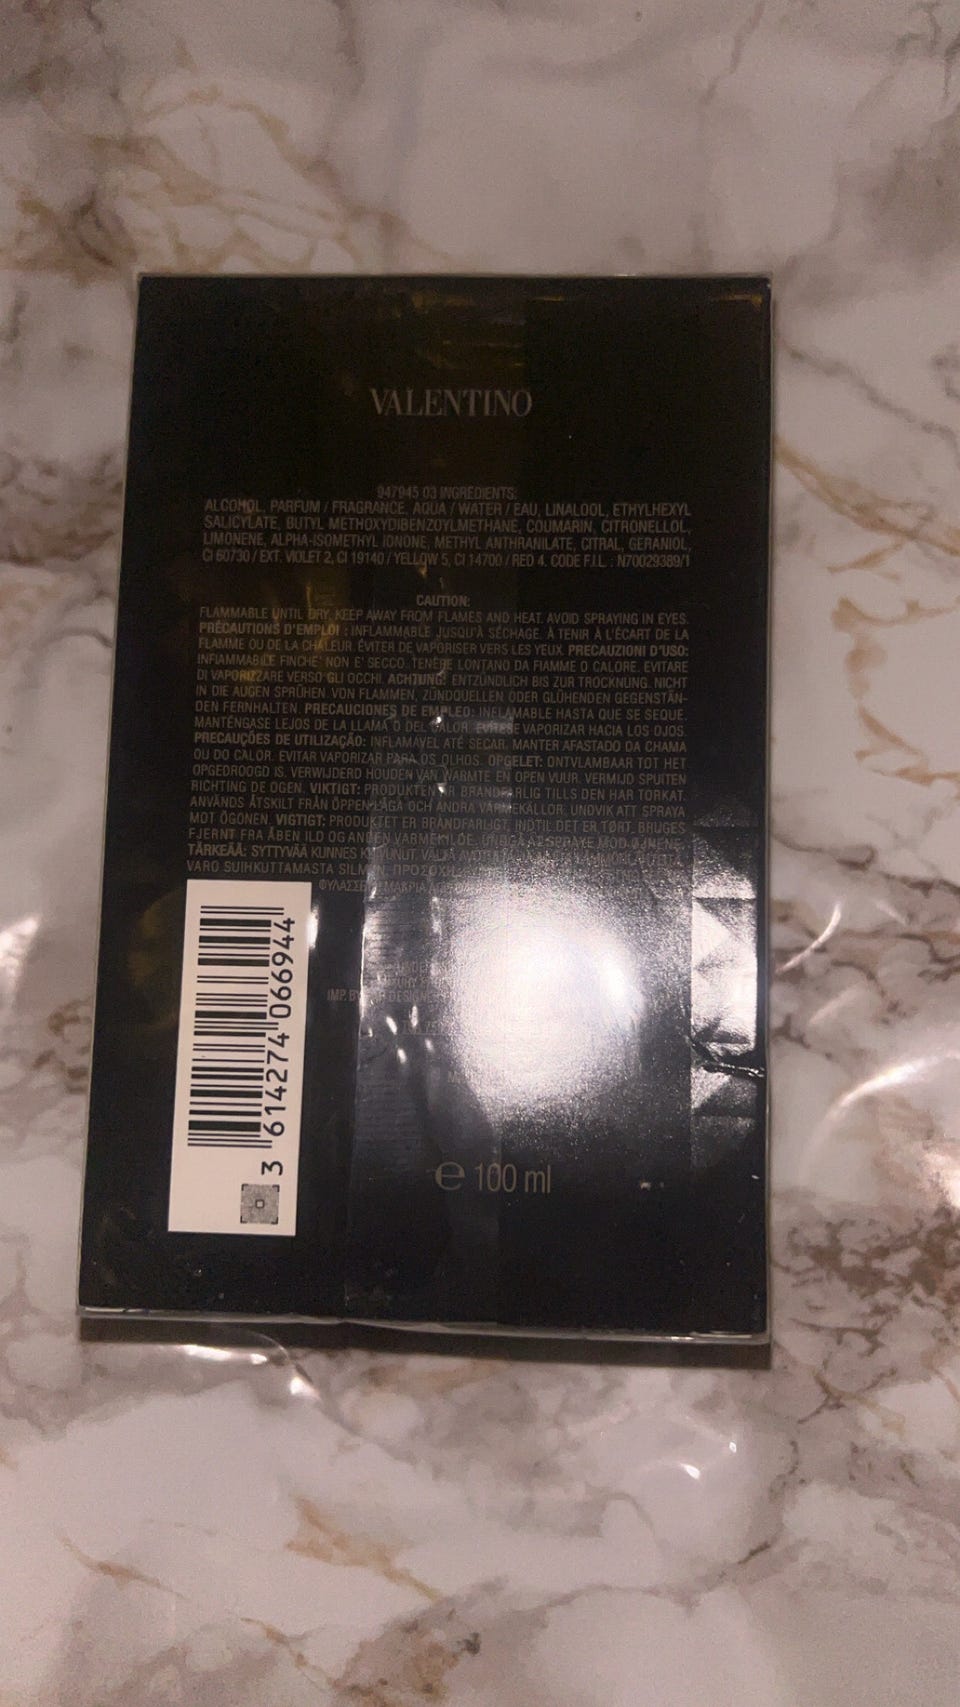 VALENTINO
947945 03 INGREDIENTS:
ALCOHOL, PARFUM / FRAGRANCE, AQUA / WATER / EAU, LINALOOL, ETHYLHEXYL
SALICYLATE, BUTYL METHOXYDIBENZOYLMETHANE, COUMARIN, CITRONELLOL,
LIMONENE, ALPHA-ISOMETHYL IONONE, METHYL ANTHRANILATE, CITRAL, GERANIOL,
CI 60730 / EXT. VIOLET 2, CI 19140 / YELLOW 5, CI 14700 / RED 4. CODE F.I.L. : N70029389/1
CAUTION:
FLAMMABLE UNTIL DRY. KEEP AWAY FROM FLAMES AND HEAT. AVOID SPRAYING IN EYES.
PRÉCAUTIONS D'EMPLOI : INFLAMMABLE JUSQU'À SÉCHAGE. À TENIR À L'ÉCART DE LA
FLAMME OU DE LA CHALEUR. ÉVITER DE VAPORISER VERS LES YEUX. PRECAUZIONI D'USO:
INFIAMMABILE FINCHE' NON E' SECCO. TENERE LONTANO DA FIAMME O CALORE. EVITARE
DI VAPORIZZARE VERSO GLI OCCHI. ACHTUNG: ENTZÜNDLICH BIS ZUR TROCKNUNG. NICHT
IN DIE AUGEN SPRÜHEN. VON FLAMMEN, ZÜNDQUELLEN ODER GLÜHENDEN GEGENSTÄN-
DEN FERNHALTEN. PRECAUCIONES DE EMPLEO: INFLAMABLE HASTA QUE SE SEQUE.
MANTÉNGASE LEJOS DE LA LLAMA O DEL CALOR. EVÍTESE VAPORIZAR HACIA LOS OJOS.
PRECAUÇÕES DE UTILIZAÇÃO: INFLAMÁVEL ATÉ SECAR. MANTER AFASTADO DA CHAMA
OU DO CALOR. EVITAR VAPORIZAR PARA OS OLHOS. OPGELET: ONTVLAMBAAR TOT HET
OPGEDROOGD IS. VERWIJDERD HOUDEN VAN WARMTE EN OPEN VUUR. VERMIJD SPUITEN
RICHTING DE OGEN. VIKTIGT: PRODUKTEN ÄR BRANDFARLIG TILLS DEN HAR TORKAT.
ANVÄNDS ÅTSKILT FRÅN ÖPPEN LÅGA OCH ANDRA VÄRMEKÄLLOR. UNDVIK ATT SPRAYA
MOT ÖGONEN. VIGTIGT: PRODUKTET ER BRANDFARLIGT, INDTIL DET ER TØRT. BRUGES
FJERNT FRA ÅBEN ILD OG ANDEN VARMEKILDE. UNDGÅ AT SPRAYE MOD ØJNENE.
TÄRKEÄÄ: SYTTYVÄÄ KUNNES KUIVUNUT. VÄLTÄ
VARO SUIHKUTTAMASTA SILMIIN. ΠΡΟΣΟΧΗ
ΜΑΚΡΙΑ
IMP. BY
3 614274 066944
℮ 100 ml